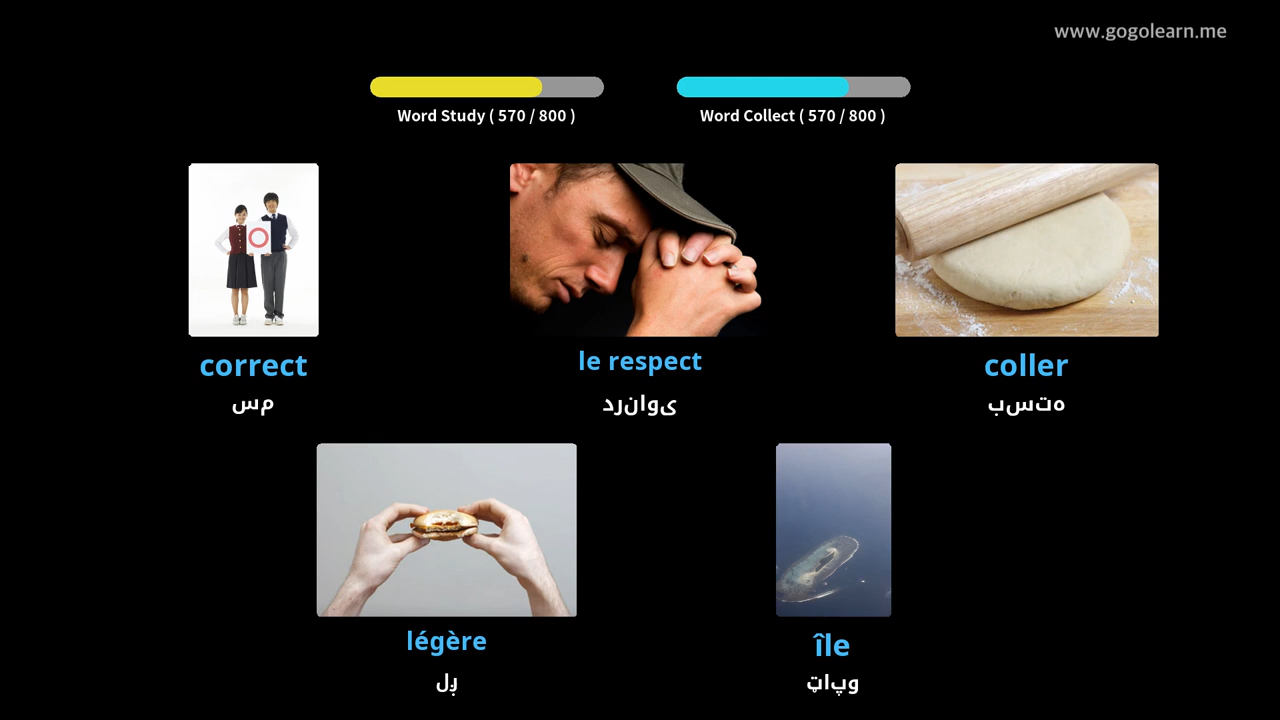 www.gogolearn.me
Word Study ( 570 / 800 )
Word Collect ( 570 / 800 )
correct
مس
le respect
یوانرد
coller
هتسب
légère
ږل
île
وپاټ